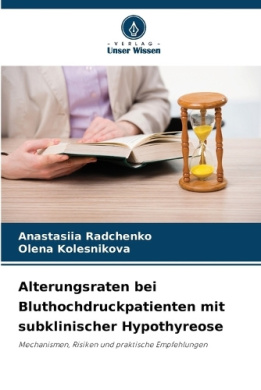 VERLAG
Unser Wissen
Anastasiia Radchenko
Olena Kolesnikova
Alterungsraten bei
Bluthochdruckpatienten mit
subklinischer Hypothyreose
Mechanismen, Risiken und praktische Empfehlungen